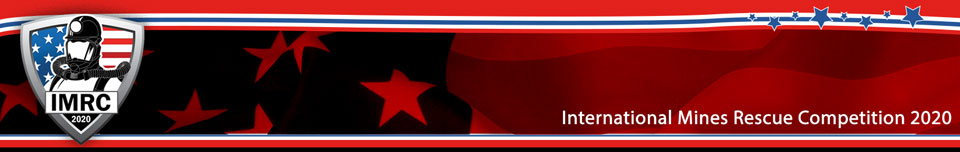 IMRC
2020
International Mines Rescue Competition 2020